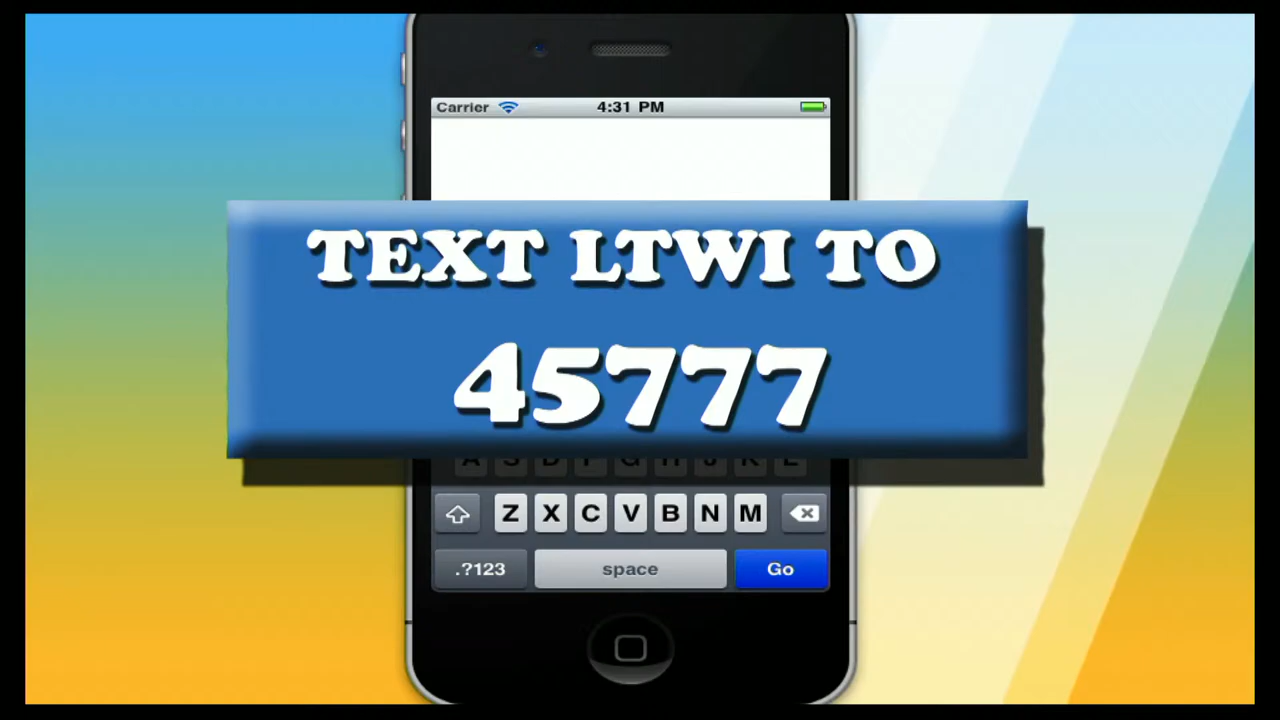 Carrier 4:31 PM
TEXT LTWI TO
45777
A S D F G H J K L
Z X C V B N M
.?123 space Go